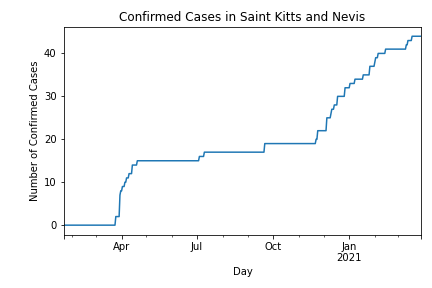 Confirmed Cases in Saint Kitts and Nevis
Number of Confirmed Cases
40
30
20
10
0
Apr
Jul
Oct
Jan
2021
Day